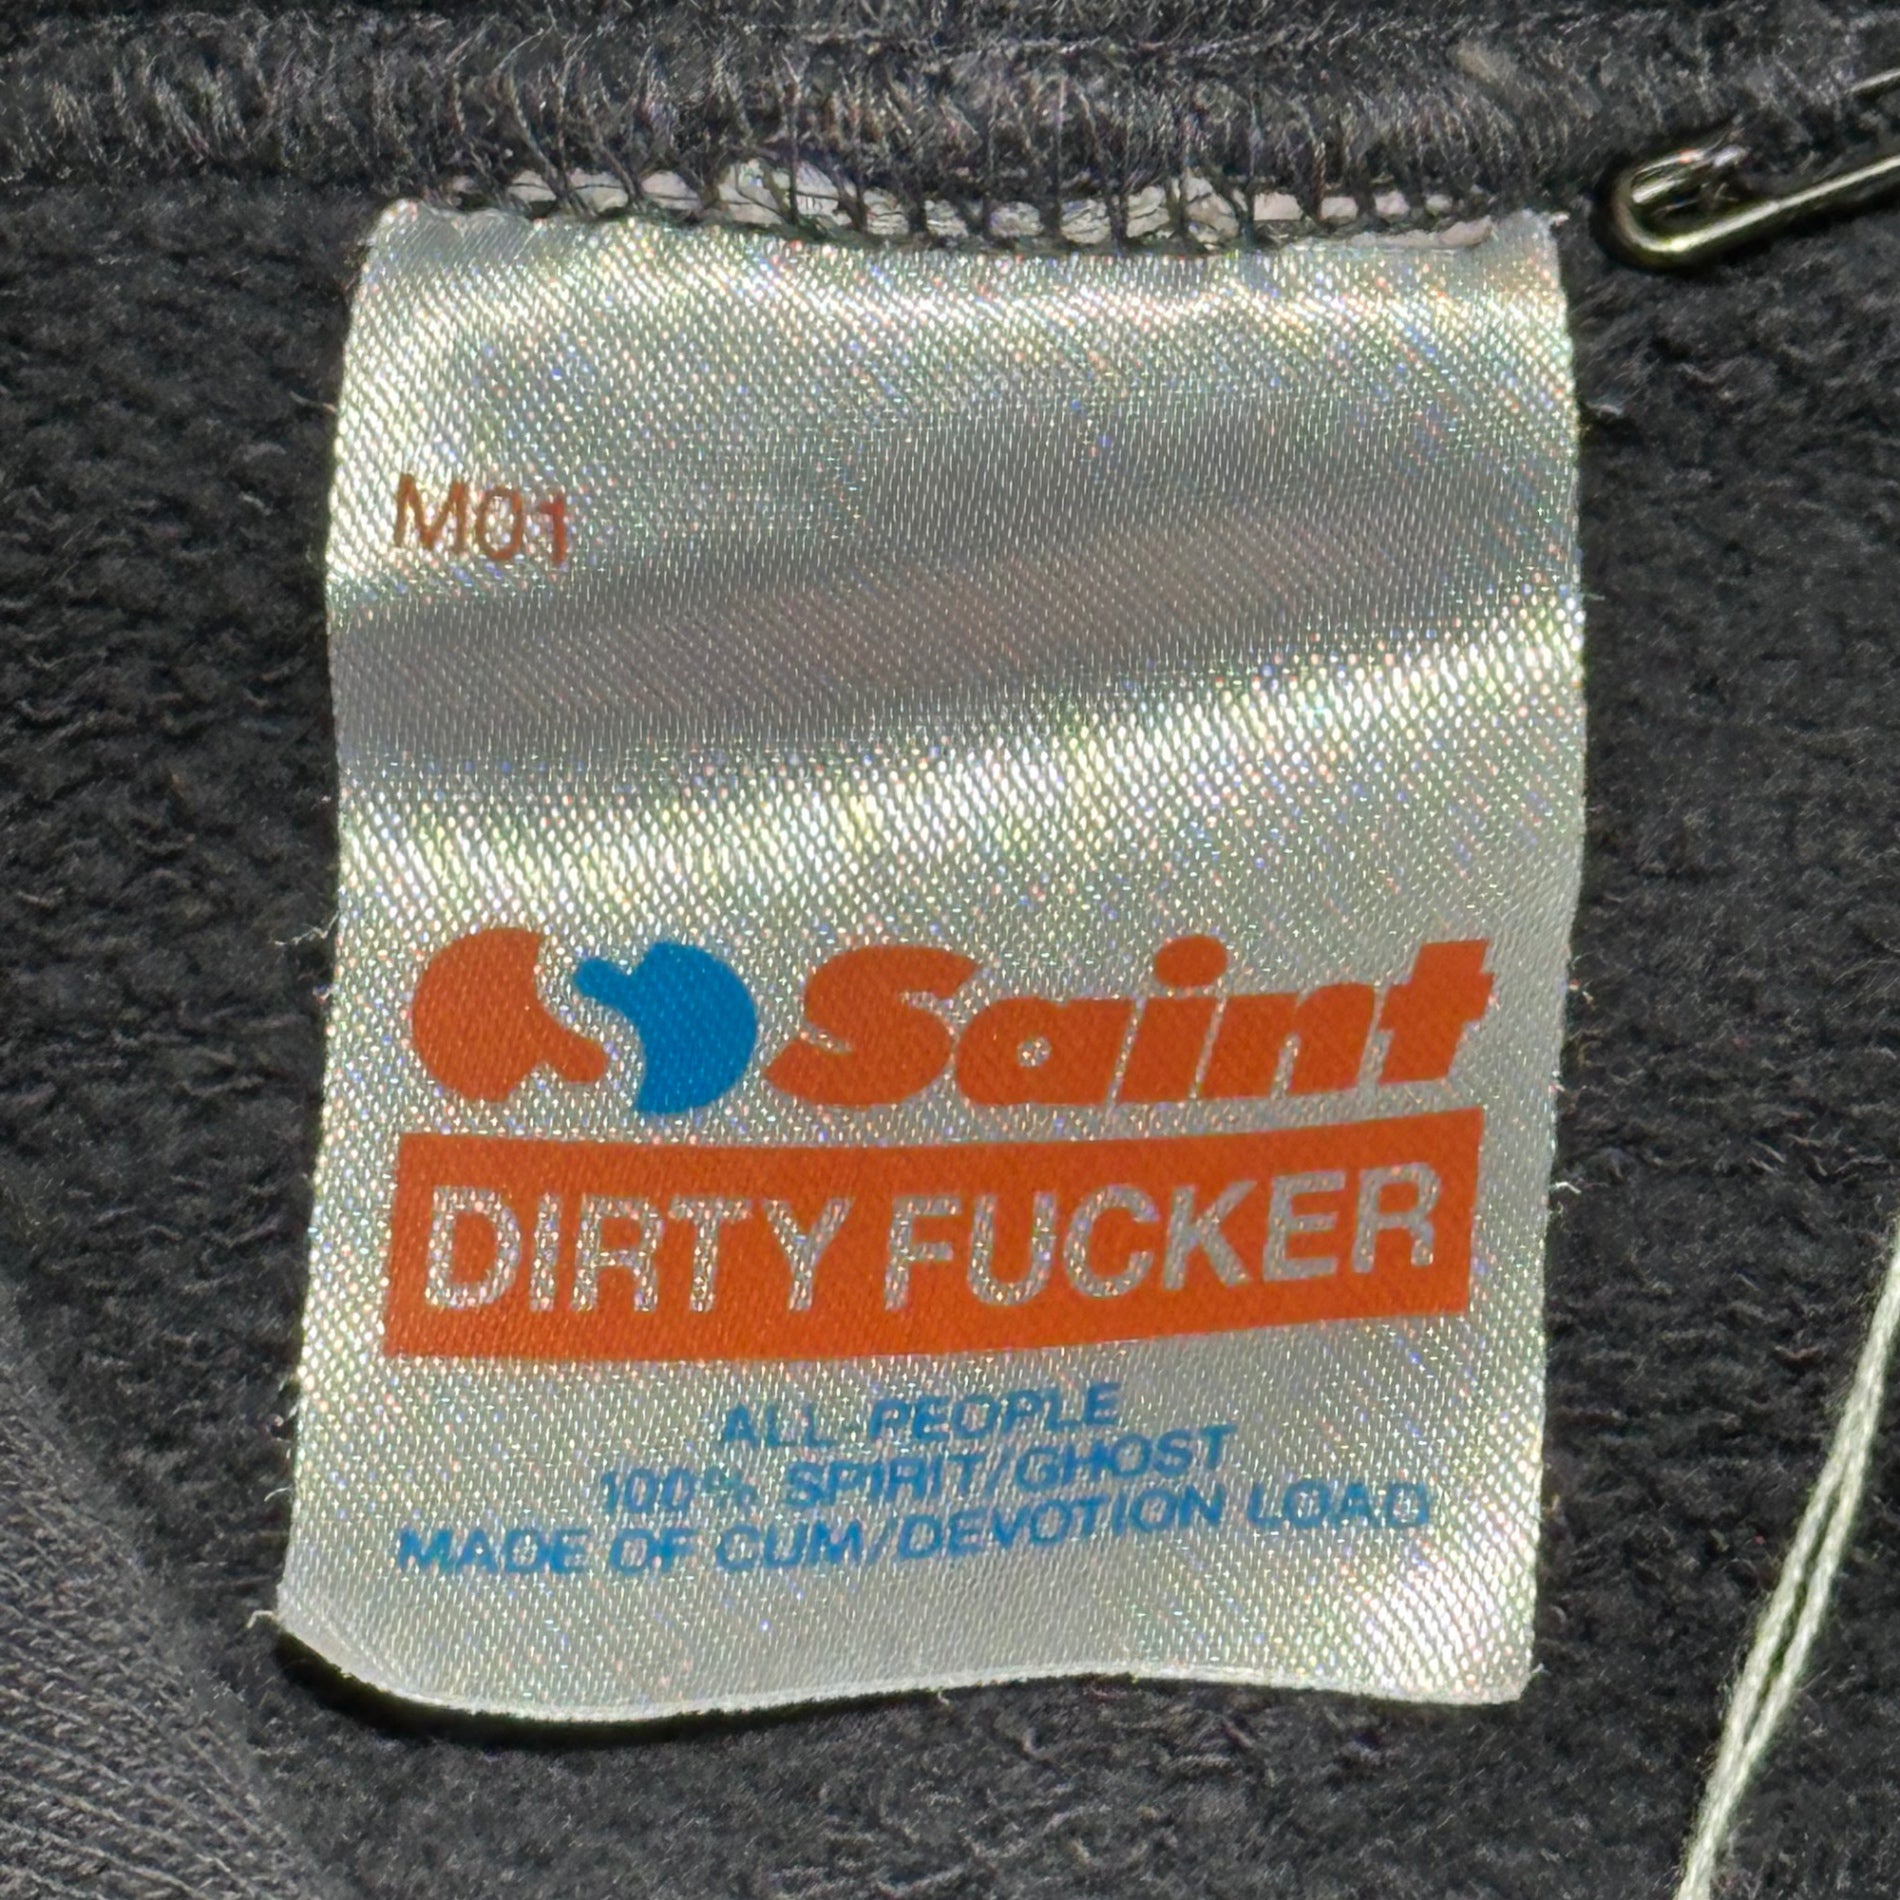 M01
Saint
DIRTY FUCKER
ALL-PEOPLE
100% SPIRIT/GHOST
MADE OF CUM/DEVOTION LOAD